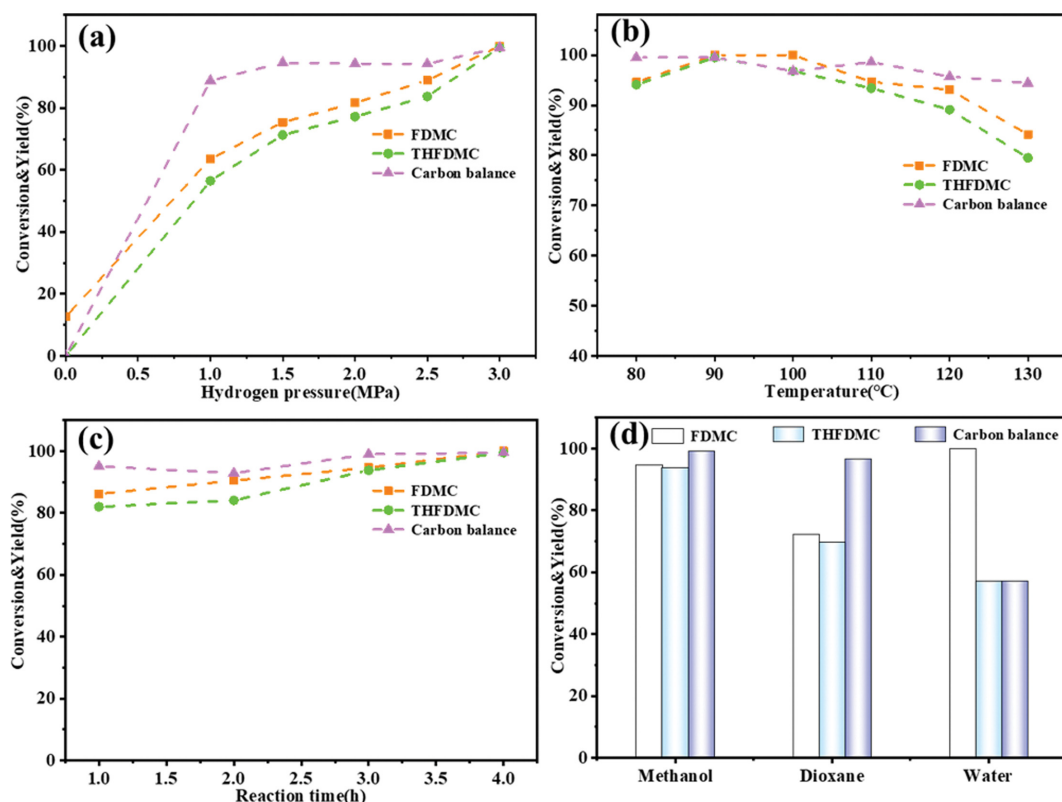 (a)
Conversion&Yield(%)
100
80
60
40
20
0
FDMC
THFDMC
Carbon balance
0.0 0.5 1.0 1.5 2.0 2.5 3.0
Hydrogen pressure(MPa)
(b)
Conversion&Yield(%)
100
90
80
70
60
50
40
FDMC
THFDMC
Carbon balance
80 90 100 110 120 130
Temperature(°C)
(c)
Conversion&Yield(%)
100
80
60
40
20
0
FDMC
THFDMC
Carbon balance
1.0 1.5 2.0 2.5 3.0 3.5 4.0
Reaction time(h)
(d)
FDMC THFDMC Carbon balance
Conversion&Yield(%)
100
80
60
40
20
0
Methanol Dioxane Water